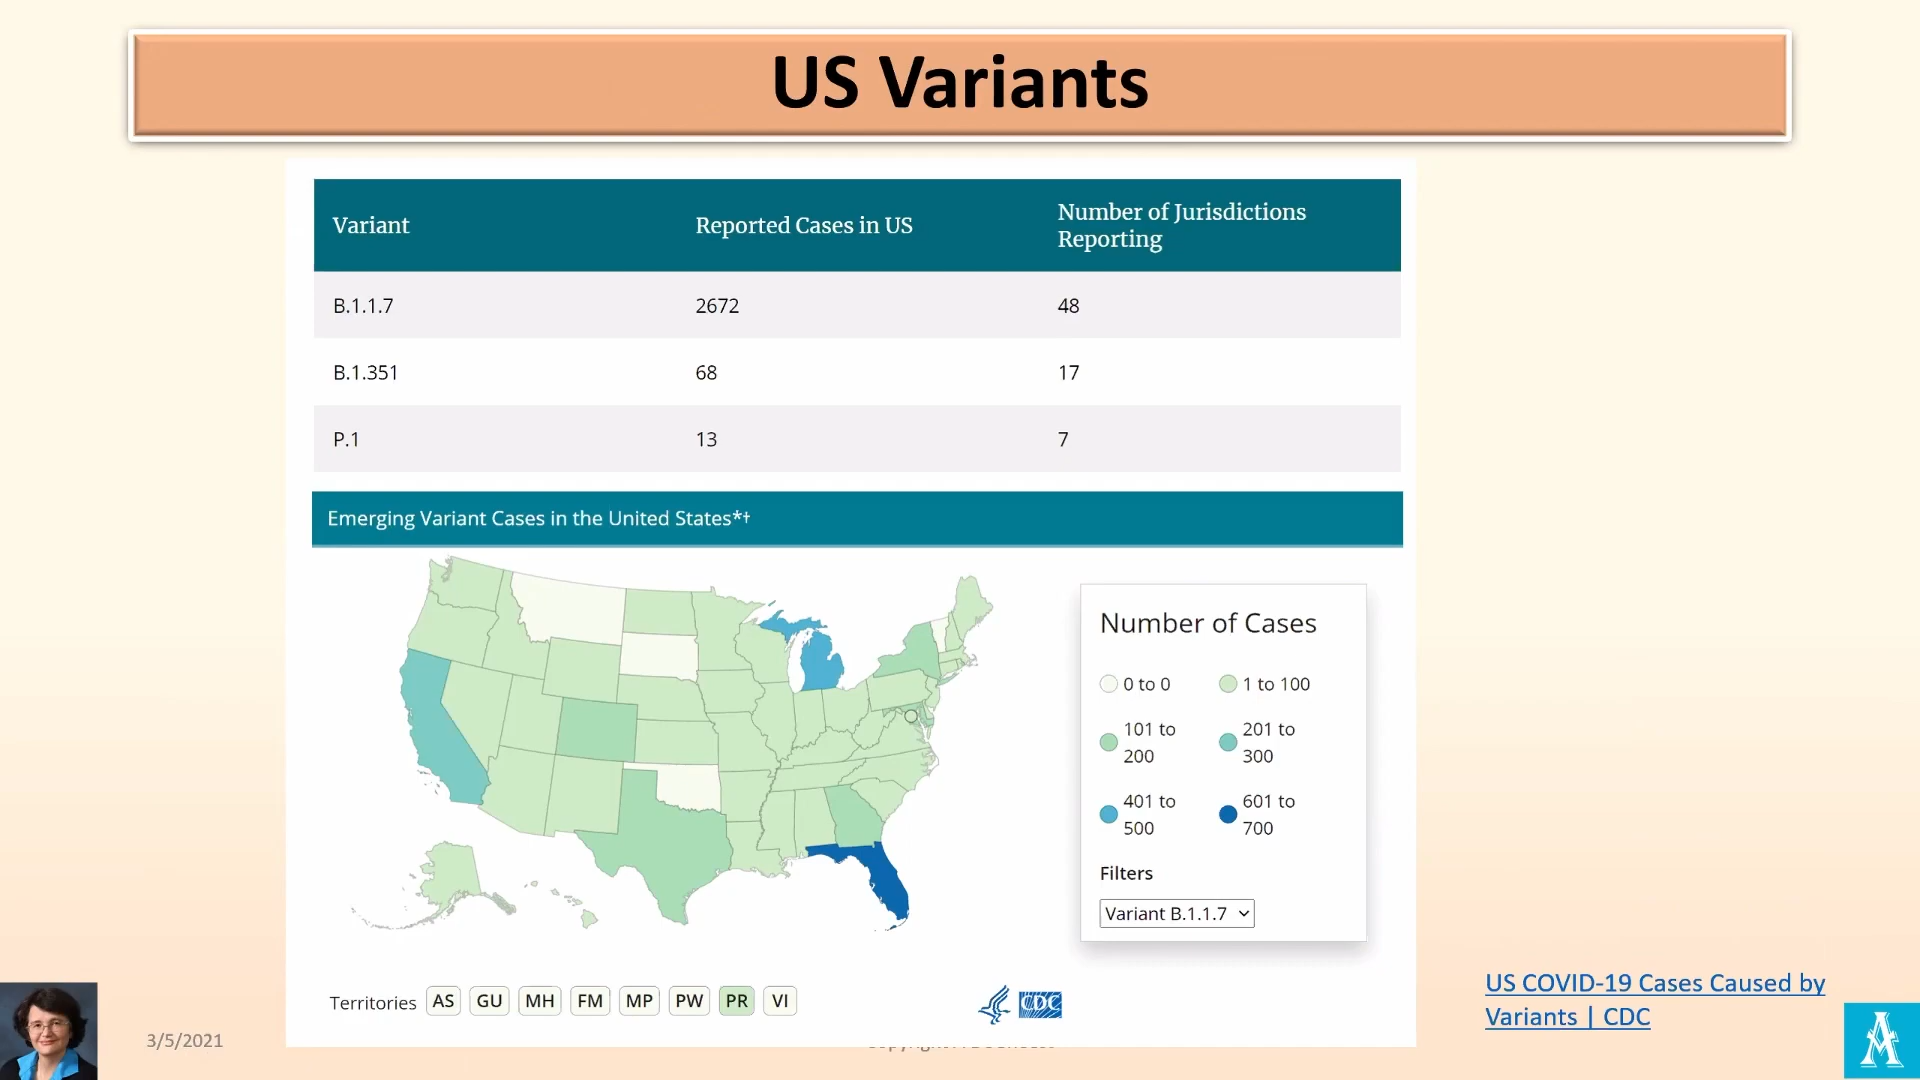 US Variants
Variant
Reported Cases in US
Number of Jurisdictions
Reporting
B.1.1.7
2672
48
B.1.351
68
17
P.1
13
7
Emerging Variant Cases in the United States*†
Number of Cases
0 to 0
1 to 100
101 to
200
201 to
300
401 to
500
601 to
700
Filters
Variant B.1.1.7
Territories
AS
GU
MH
FM
MP
PW
PR
VI
CDC
US COVID-19 Cases Caused by
Variants | CDC
3/5/2021
A